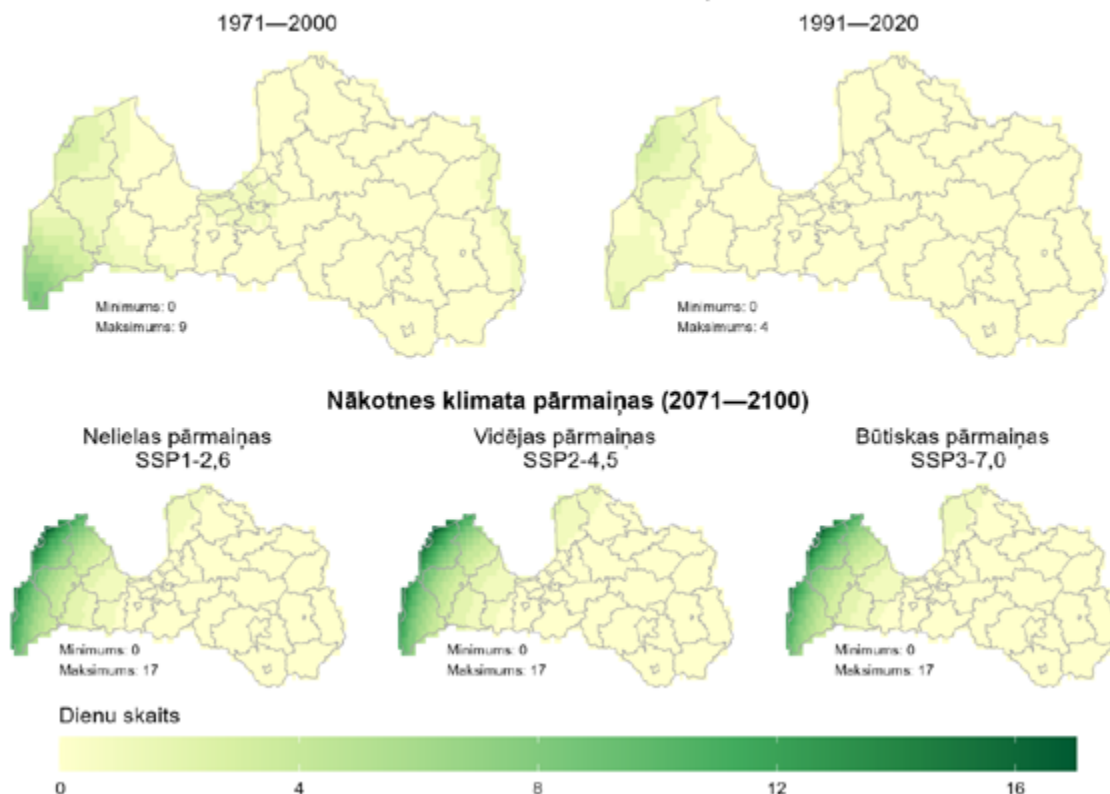 1971—2000
1991—2020
Minimums: 0
Maksimums: 9
Minimums: 0
Maksimums: 4
Nākotnes klimata pārmaiņas (2071—2100)
Nelielas pārmaiņas
SSP1-2,6
Vidējas pārmaiņas
SSP2-4,5
Būtiskas pārmaiņas
SSP3-7,0
Minimums: 0
Maksimums: 17
Minimums: 0
Maksimums: 17
Minimums: 0
Maksimums: 17
Dienu skaits
0 4 8 12 16